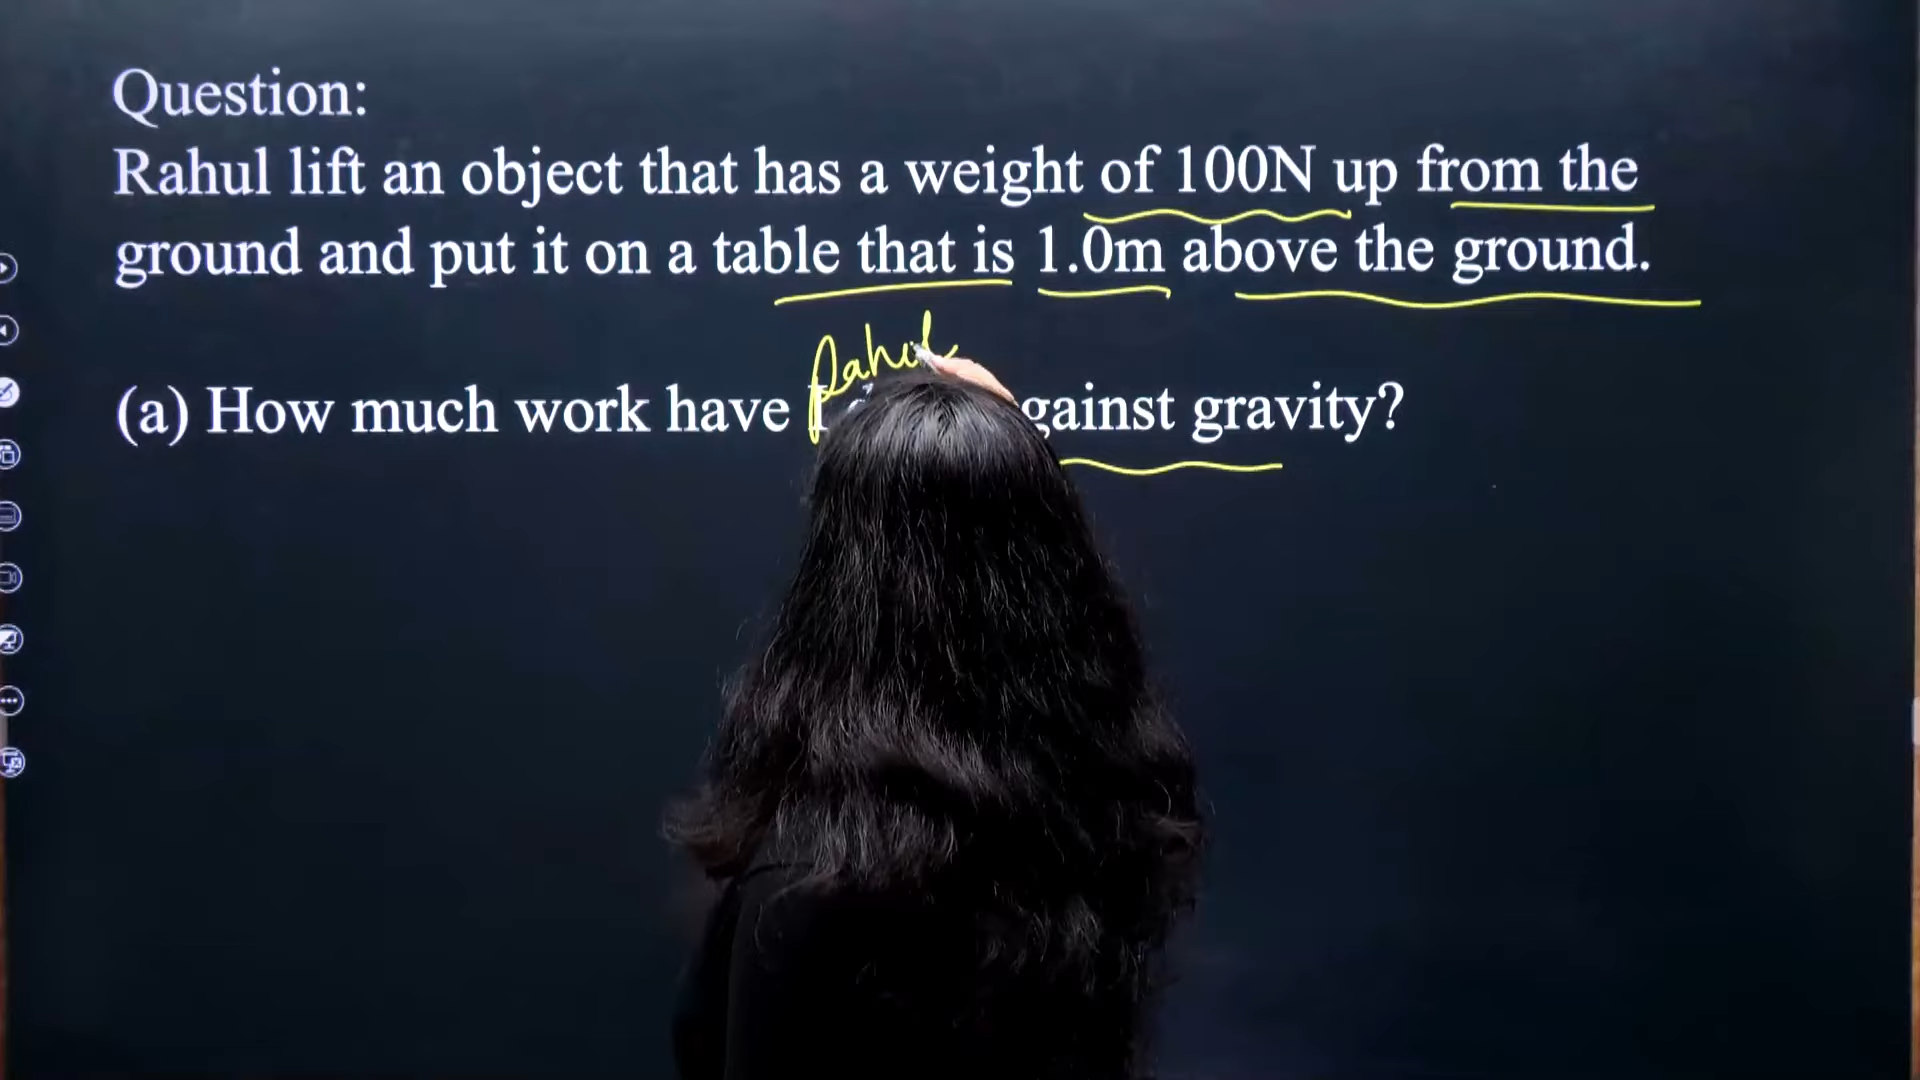 Question:
Rahul lift an object that has a weight of 100N up from the
ground and put it on a table that is 1.0m above the ground.
Rahul
(a) How much work have gainst gravity?